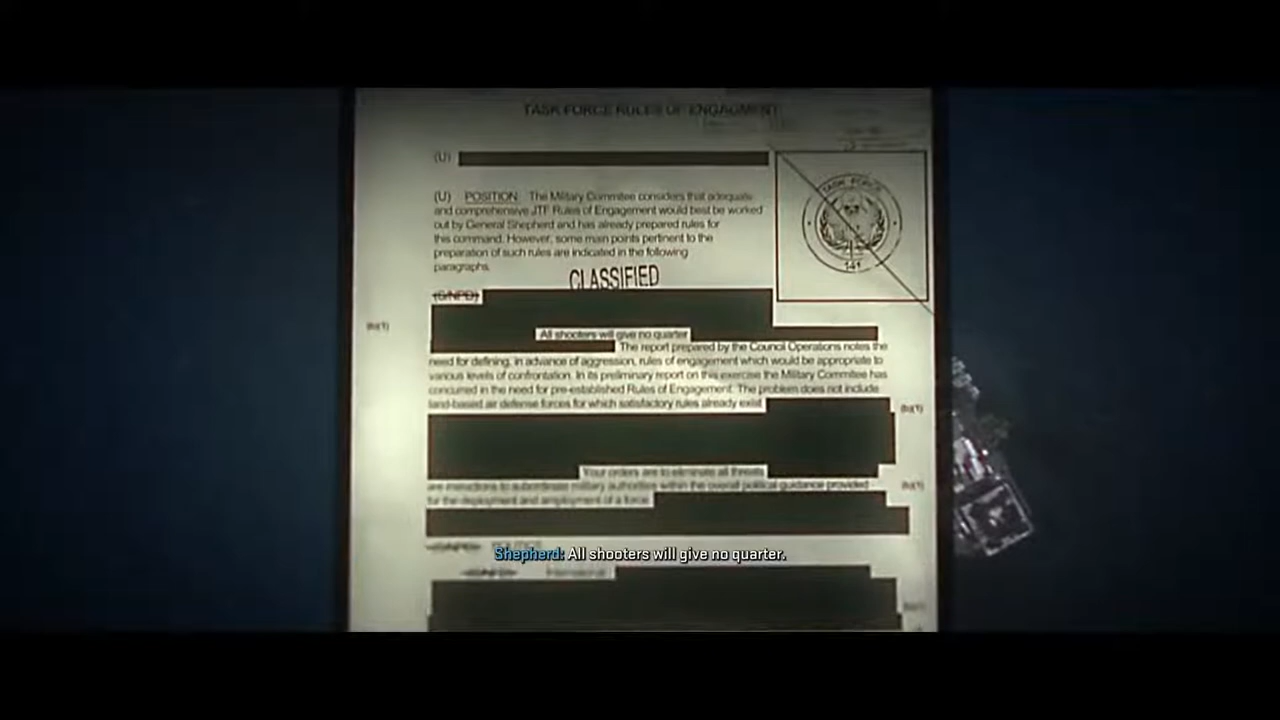 TASK FORCE RULES OF ENGAGMENT
(U)
(U) POSITION: The Military Commitee considers that adequate
and comprehensive JTF Rules of Engagement would best be worked
out by General Shepherd and has already prepared rules for
this command. However, some main points pertinent to the
preparation of such rules are indicated in the following
paragraphs.
TASK FORCE
141
CLASSIFIED
(S/NPD)
(b)(1)
All shooters will give no quarter
The report prepared by the Council Operations notes the
need for defining, in advance of aggression, rules of engagement which would be appropriate to
various levels of confrontation. In its preliminary report on this exercise the Military Commitee has
concurred in the need for pre-established Rules of Engagement. The problem does not include
land-based air defense forces for which satisfactory rules already exist
(b)(1)
Your orders are to eliminate all threats
are instructions to subordinate military authorities within the overall political guidance provided
(b)(1)
for the deployment and employment of a force
Shepherd: All shooters will give no quarter.